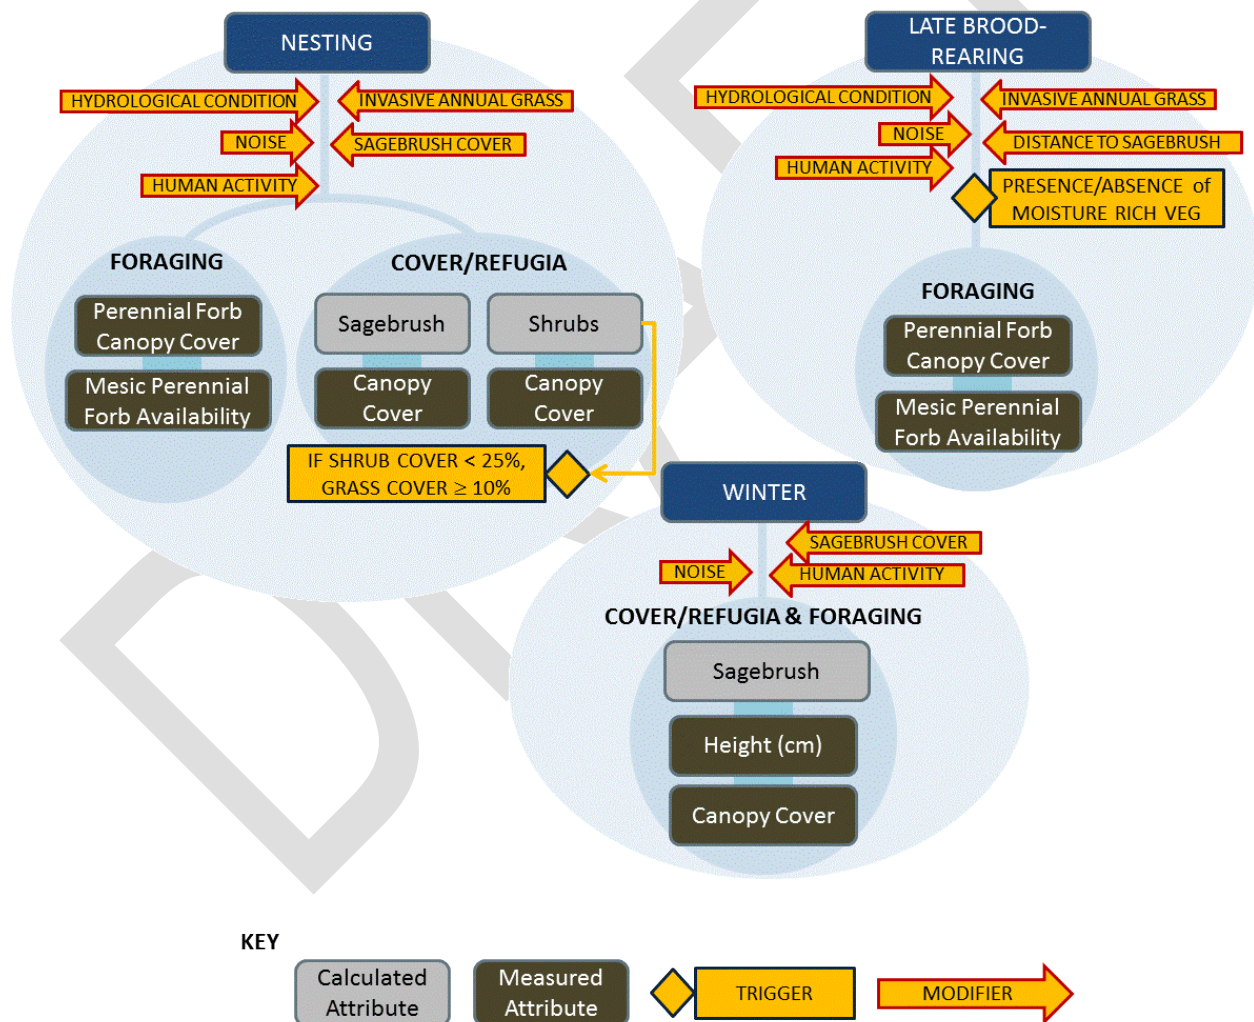 NESTING
HYDROLOGICAL CONDITION
INVASIVE ANNUAL GRASS
NOISE
SAGEBRUSH COVER
HUMAN ACTIVITY
FORAGING
Perennial Forb
Canopy Cover
Mesic Perennial
Forb Availability
COVER/REFUGIA
Sagebrush
Canopy
Cover
Shrubs
Canopy
Cover
IF SHRUB COVER < 25%,
GRASS COVER ≥ 10%
LATE BROOD-
REARING
HYDROLOGICAL CONDITION
INVASIVE ANNUAL GRASS
NOISE
DISTANCE TO SAGEBRUSH
HUMAN ACTIVITY
PRESENCE/ABSENCE of
MOISTURE RICH VEG
FORAGING
Perennial Forb
Canopy Cover
Mesic Perennial
Forb Availability
WINTER
SAGEBRUSH COVER
NOISE
HUMAN ACTIVITY
COVER/REFUGIA & FORAGING
Sagebrush
Height (cm)
Canopy Cover
KEY
Calculated
Attribute
Measured
Attribute
TRIGGER
MODIFIER